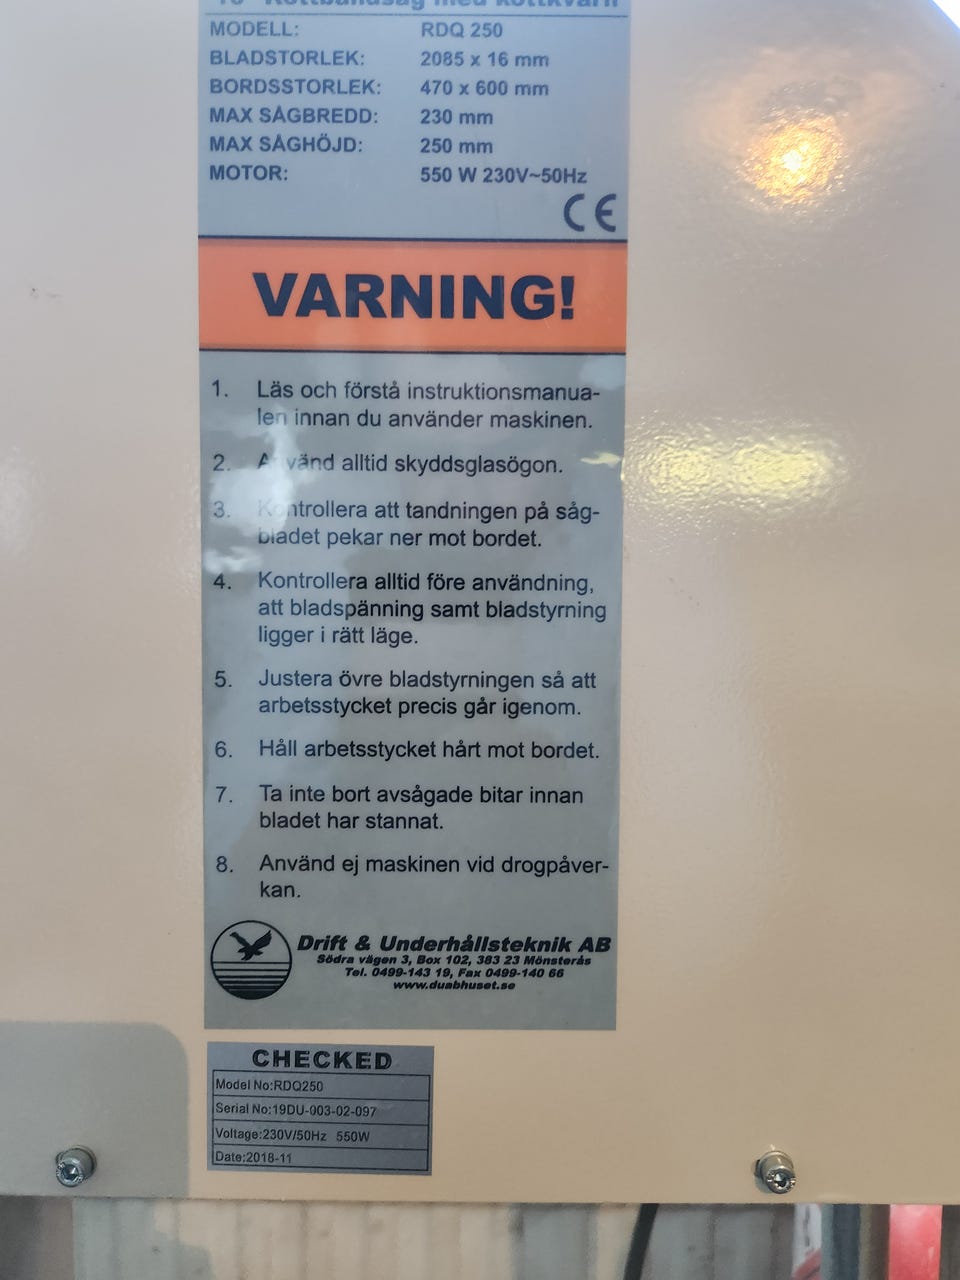 10" Köttbandsåg med köttkvarn
MODELL: RDQ 250
BLADSTORLEK: 2085 x 16 mm
BORDSSTORLEK: 470 x 600 mm
MAX SÅGBREDD: 230 mm
MAX SÅGHÖJD: 250 mm
MOTOR: 550 W 230V~50Hz
CE
VARNING!
1. Läs och förstå instruktionsmanua-
len innan du använder maskinen.
2. Använd alltid skyddsglasögon.
3. Kontrollera att tandningen på såg-
bladet pekar ner mot bordet.
4. Kontrollera alltid före användning,
att bladspänning samt bladstyrning
ligger i rätt läge.
5. Justera övre bladstyrningen så att
arbetsstycket precis går igenom.
6. Håll arbetsstycket hårt mot bordet.
7. Ta inte bort avsågade bitar innan
bladet har stannat.
8. Använd ej maskinen vid drogpåver-
kan.
Drift & Underhållsteknik AB
Södra vägen 3, Box 102, 383 23 Mönsterås
Tel. 0499-143 19, Fax 0499-140 66
www.duabhuset.se
CHECKED
Model No:RDQ250
Serial No:19DU-003-02-097
Voltage:230V/50Hz 550W
Date:2018-11